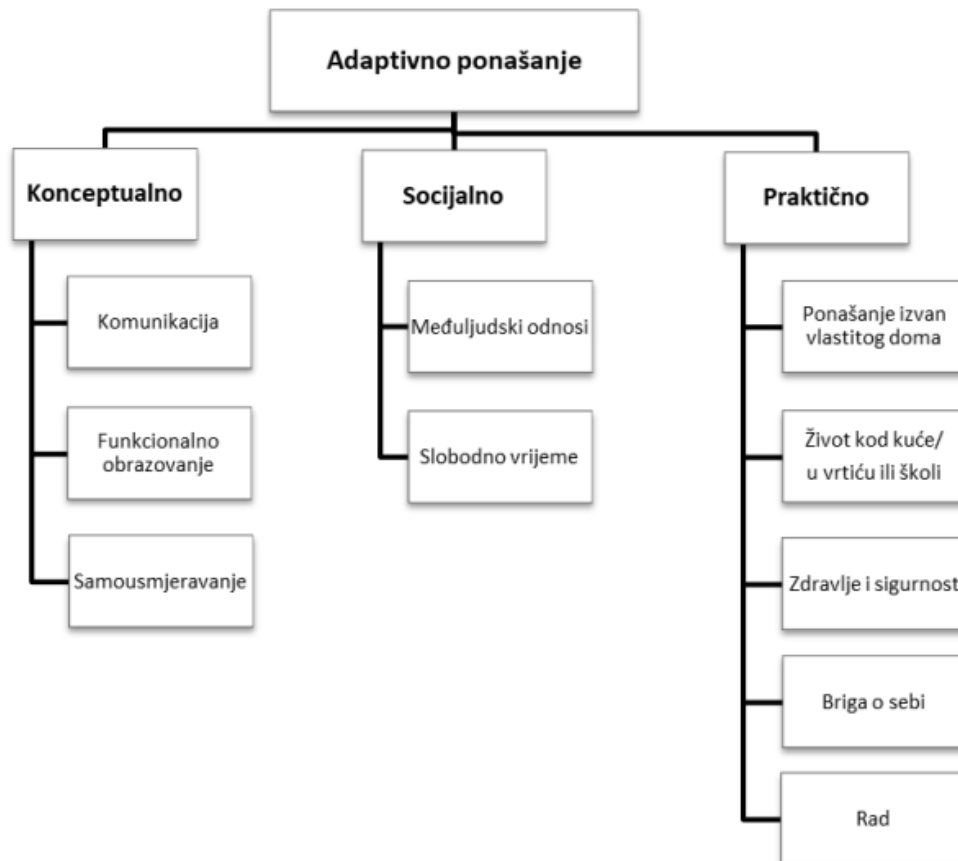 Adaptivno ponašanje
Konceptualno
Komunikacija
Funkcionalno
obrazovanje
Samousmjeravanje
Socijalno
Međuljudski odnosi
Slobodno vrijeme
Praktično
Ponašanje izvan
vlastitog doma
Život kod kuće/
u vrtiću ili školi
Zdravlje i sigurnost
Briga o sebi
Rad